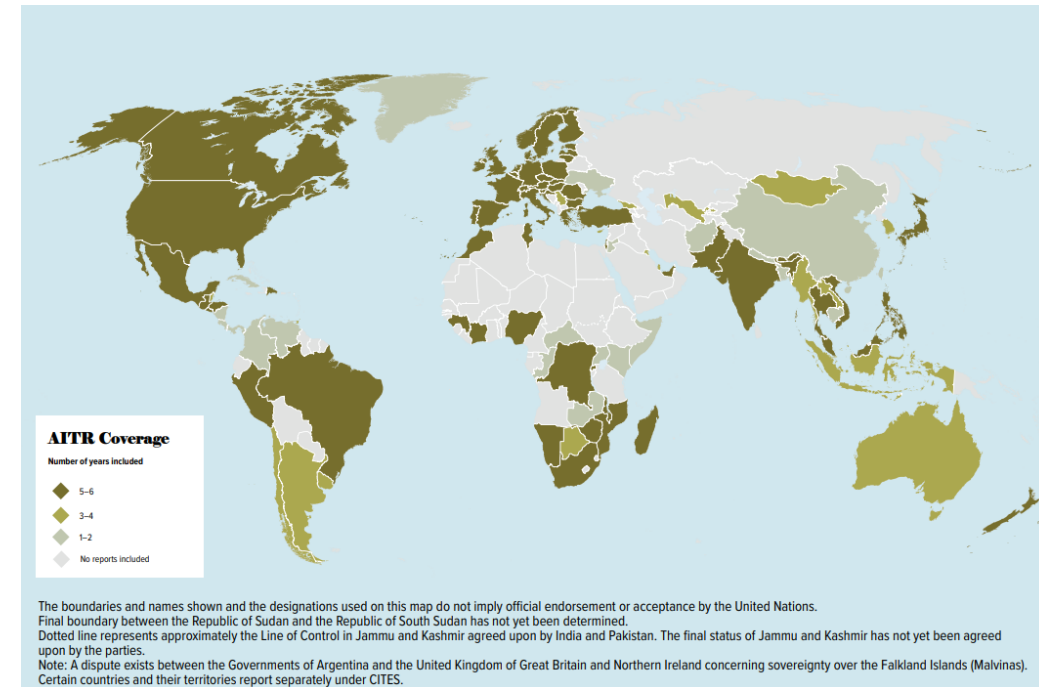 AITR Coverage
Number of years included
5–6
3–4
1–2
No reports included
The boundaries and names shown and the designations used on this map do not imply official endorsement or acceptance by the United Nations.
Final boundary between the Republic of Sudan and the Republic of South Sudan has not yet been determined.
Dotted line represents approximately the Line of Control in Jammu and Kashmir agreed upon by India and Pakistan. The final status of Jammu and Kashmir has not yet been agreed
upon by the parties.
Note: A dispute exists between the Governments of Argentina and the United Kingdom of Great Britain and Northern Ireland concerning sovereignty over the Falkland Islands (Malvinas).
Certain countries and their territories report separately under CITES.